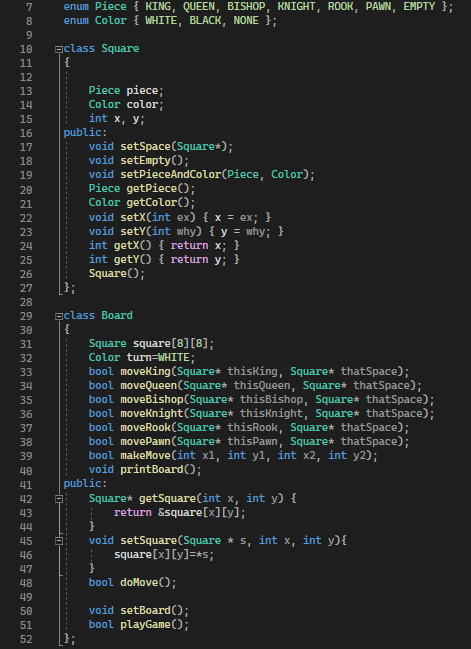 7 enum Piece { KING, QUEEN, BISHOP, KNIGHT, ROOK, PAWN, EMPTY };
8 enum Color { WHITE, BLACK, NONE };
9
10 class Square
11 {
12
13 Piece piece;
14 Color color;
15 int x, y;
16 public:
17 void setSpace(Square*);
18 void setEmpty();
19 void setPieceAndColor(Piece, Color);
20 Piece getPiece();
21 Color getColor();
22 void setX(int ex) { x = ex; }
23 void setY(int why) { y = why; }
24 int getX() { return x; }
25 int getY() { return y; }
26 Square();
27 };
28
29 class Board
30 {
31 Square square[8][8];
32 Color turn=WHITE;
33 bool moveKing(Square* thisKing, Square* thatSpace);
34 bool moveQueen(Square* thisQueen, Square* thatSpace);
35 bool moveBishop(Square* thisBishop, Square* thatSpace);
36 bool moveKnight(Square* thisKnight, Square* thatSpace);
37 bool moveRook(Square* thisRook, Square* thatSpace);
38 bool movePawn(Square* thisPawn, Square* thatSpace);
39 bool makeMove(int x1, int y1, int x2, int y2);
40 void printBoard();
41 public:
42 Square* getSquare(int x, int y) {
43 return &square[x][y];
44 }
45 void setSquare(Square * s, int x, int y){
46 square[x][y]=*s;
47 }
48 bool doMove();
49
50 void setBoard();
51 bool playGame();
52 };